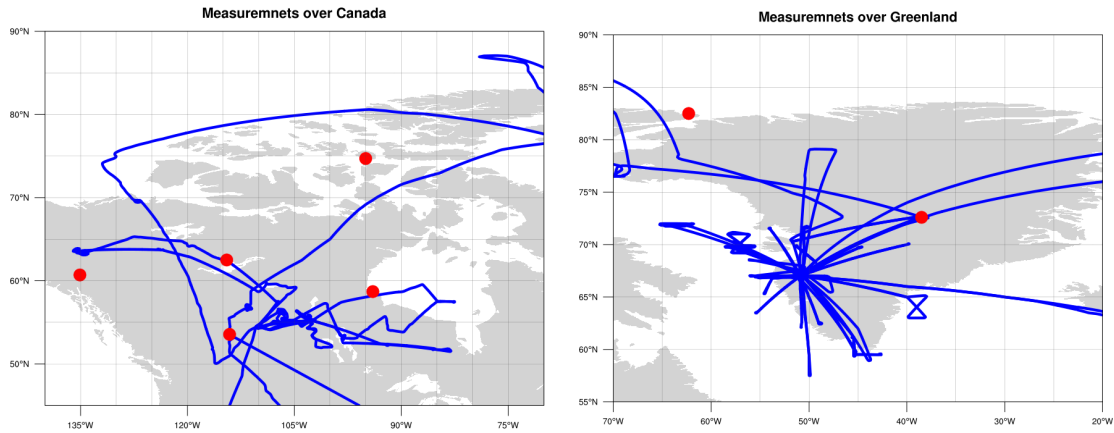 Measuremnets over Canada
90°N
80°N
70°N
60°N
50°N
135°W 120°W 105°W 90°W 75°W
Measuremnets over Greenland
90°N
85°N
80°N
75°N
70°N
65°N
60°N
55°N
70°W 60°W 50°W 40°W 30°W 20°W